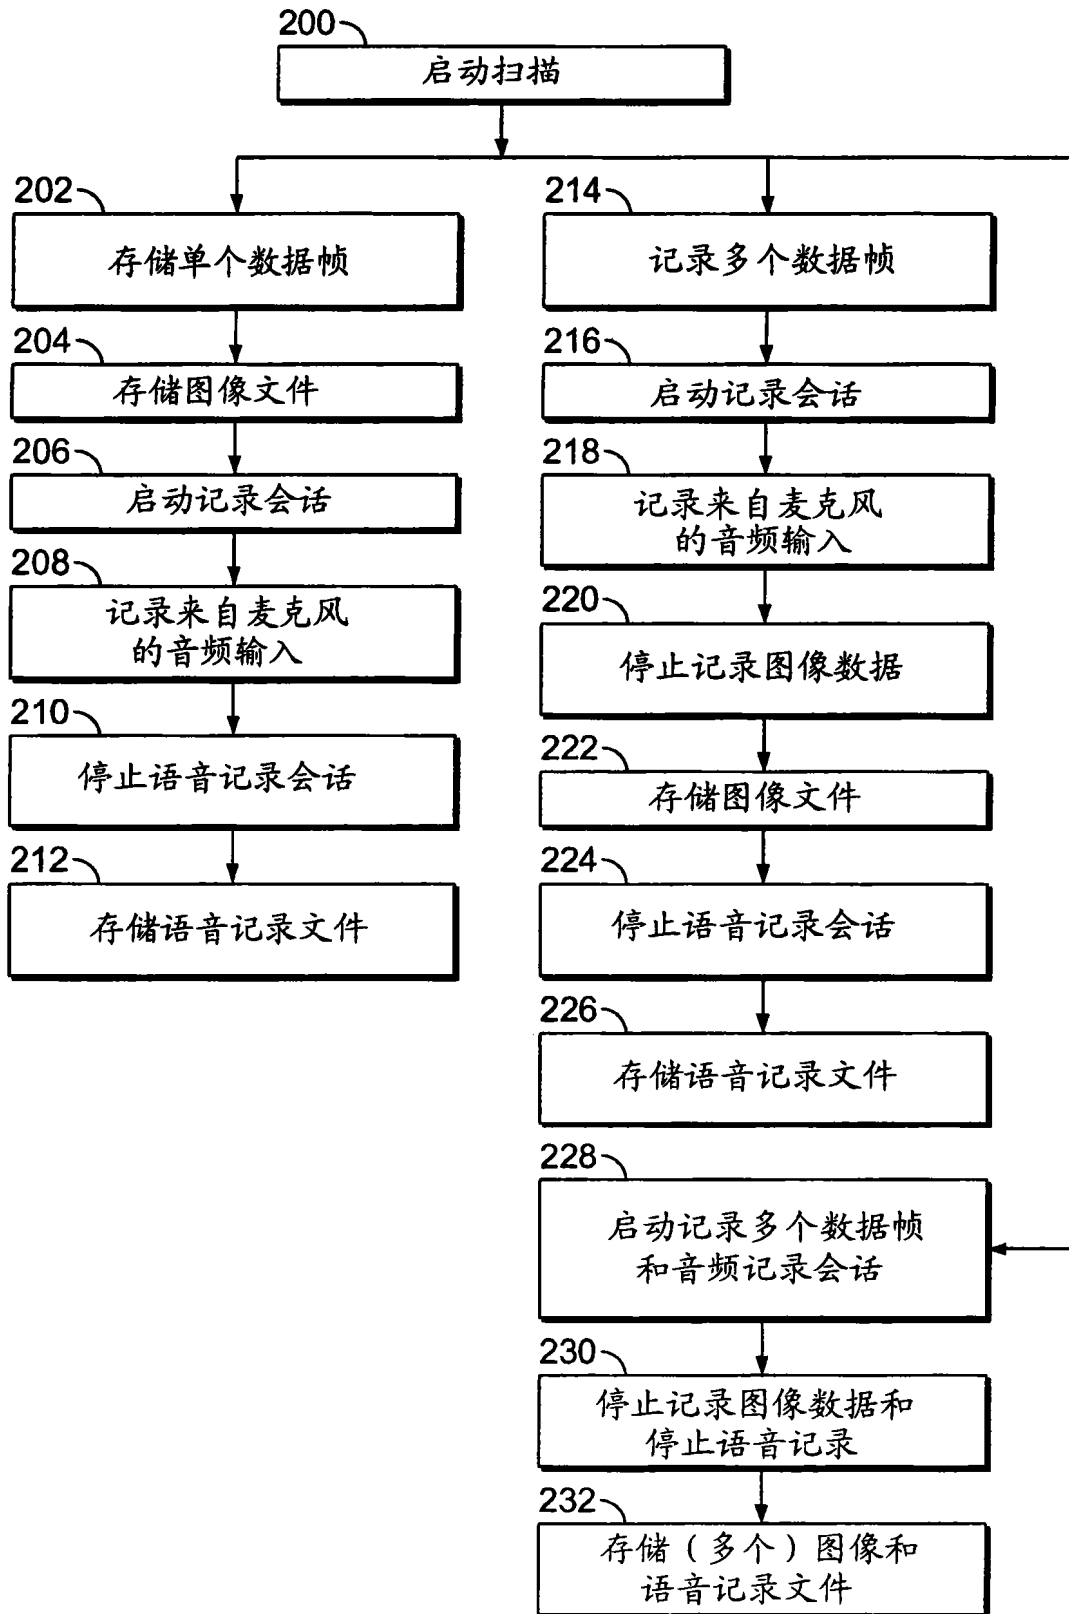 200
启动扫描
202
存储单个数据帧
204
存储图像文件
206
启动记录会话
208
记录来自麦克风
的音频输入
210
停止语音记录会话
212
存储语音记录文件
214
记录多个数据帧
216
启动记录会话
218
记录来自麦克风
的音频输入
220
停止记录图像数据
222
存储图像文件
224
停止语音记录会话
226
存储语音记录文件
228
启动记录多个数据帧
和音频记录会话
230
停止记录图像数据和
停止语音记录
232
存储（多个）图像和
语音记录文件